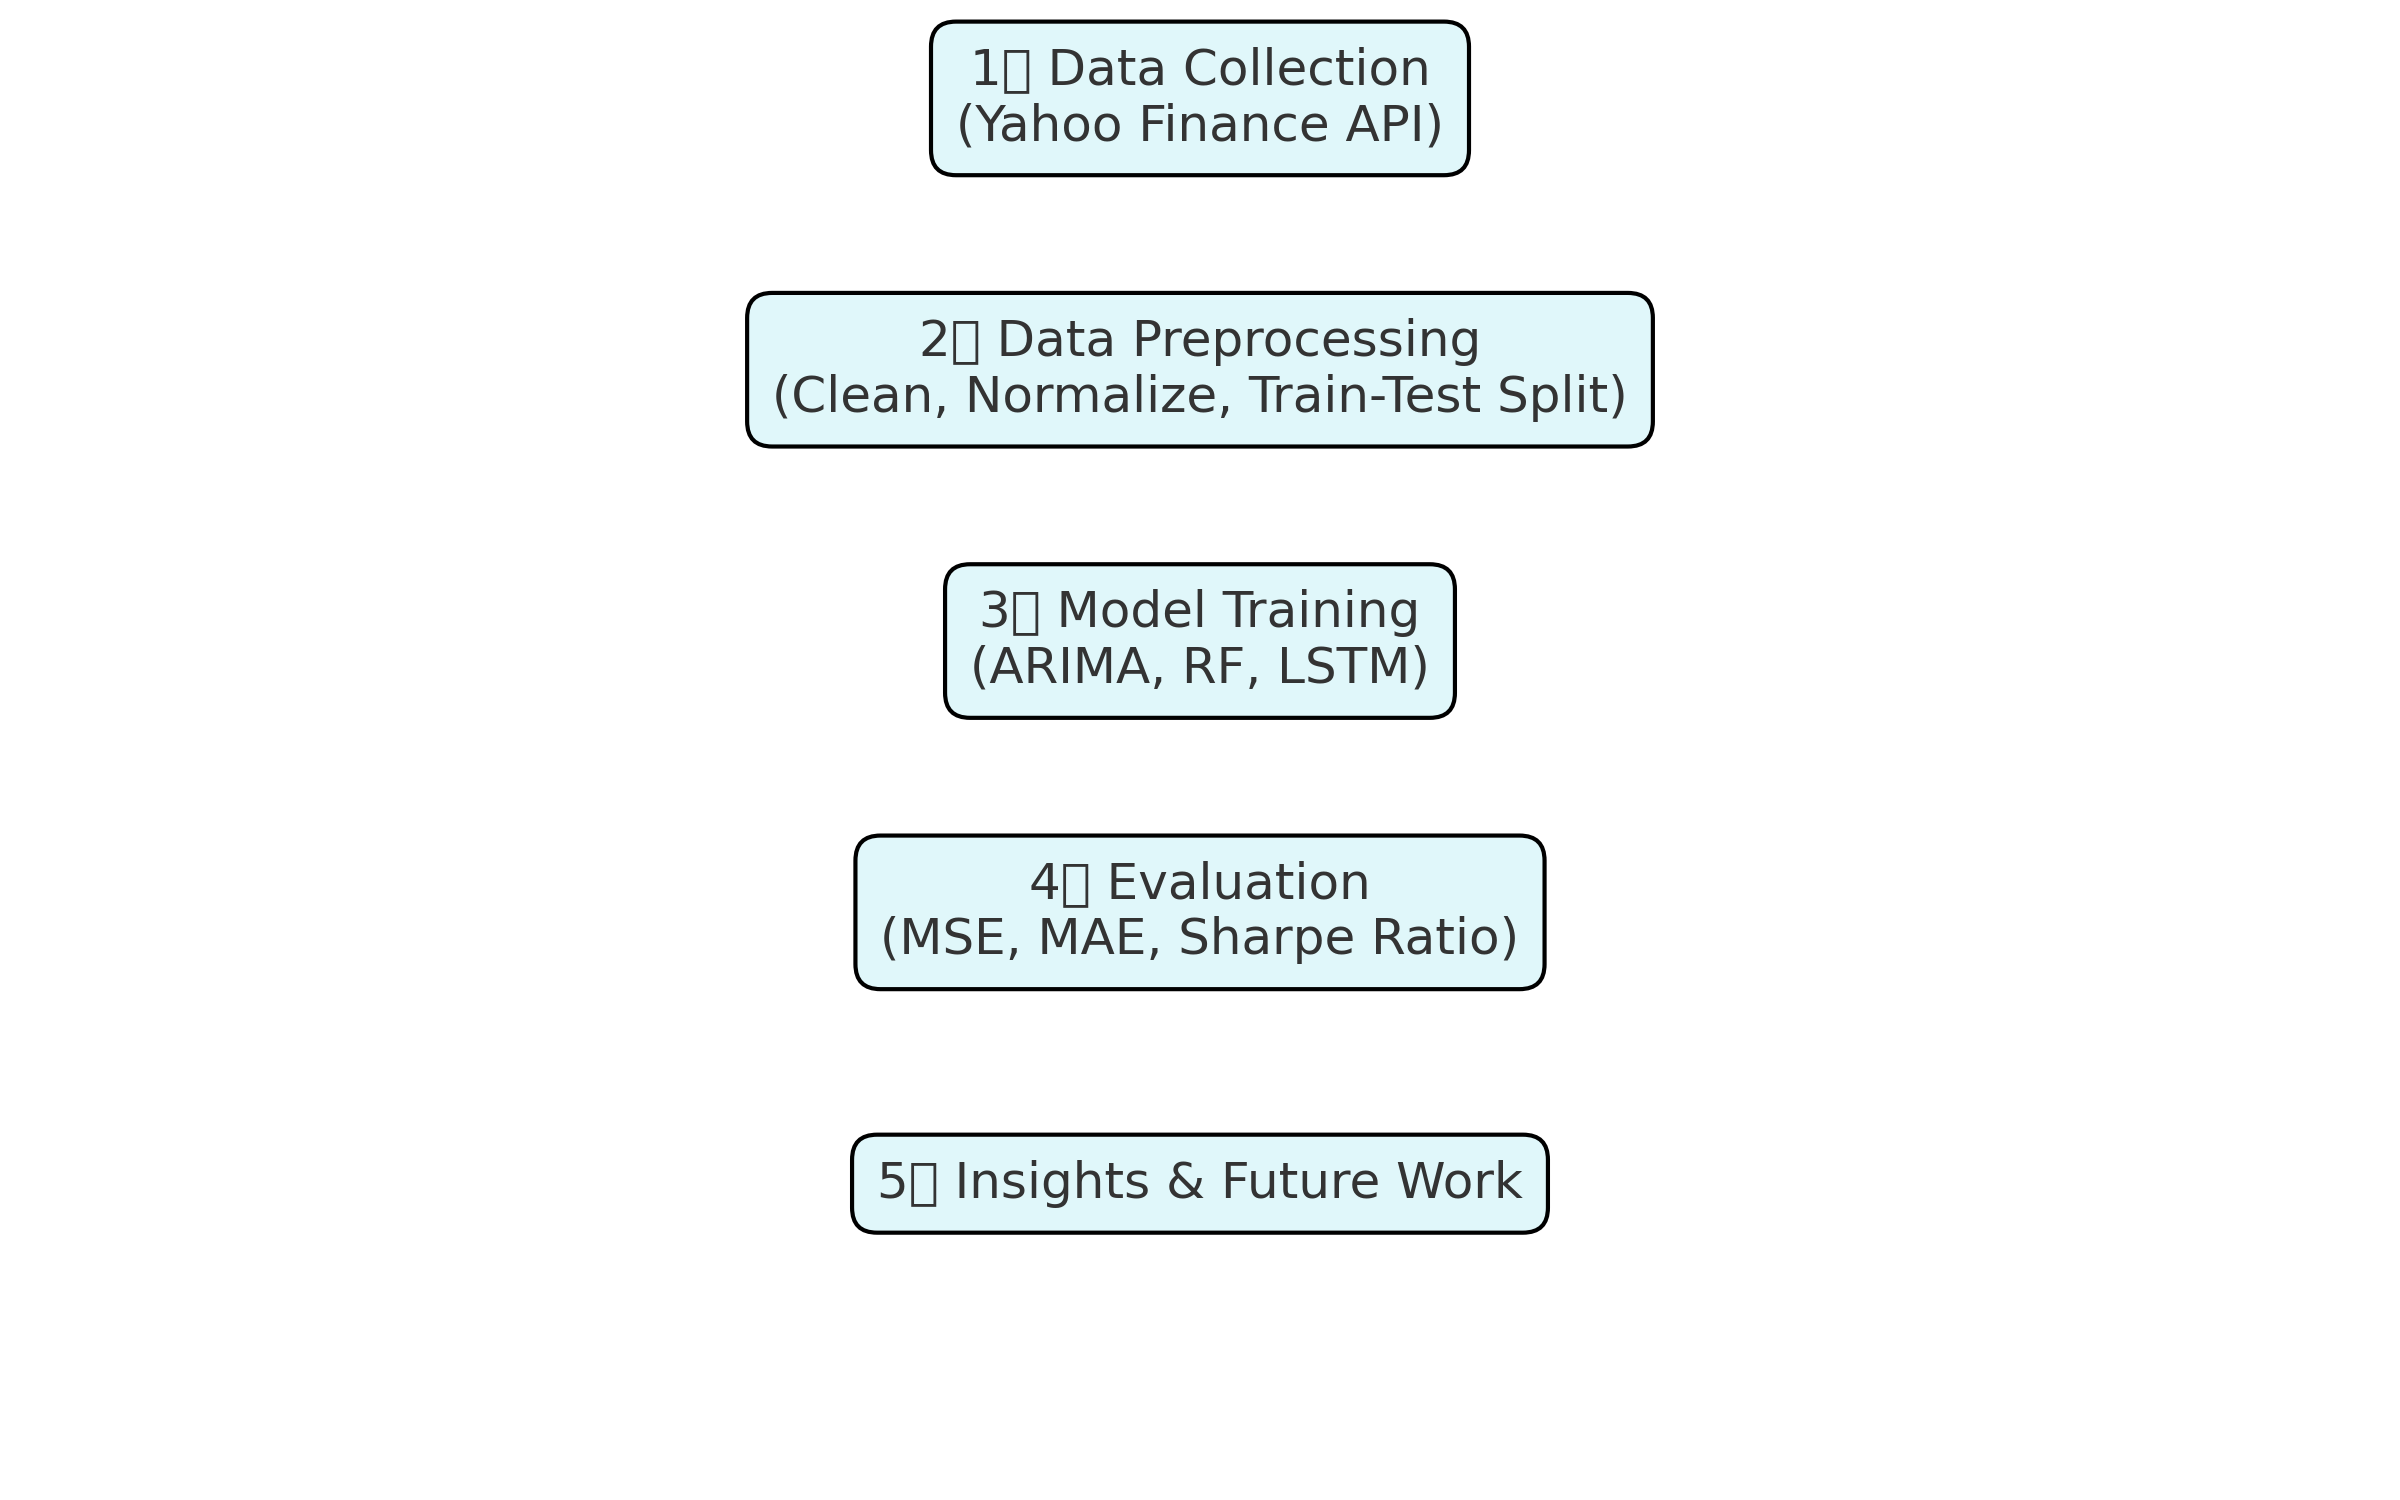 1 Data Collection
(Yahoo Finance API)
2 Data Preprocessing
(Clean, Normalize, Train-Test Split)
3 Model Training
(ARIMA, RF, LSTM)
4 Evaluation
(MSE, MAE, Sharpe Ratio)
5 Insights & Future Work